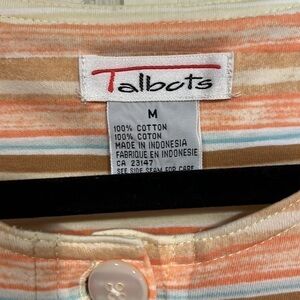 Talbots
M
100% COTTON
100% COTON
MADE IN INDONESIA
FABRIQUE EN INDONESIE
CA 23147
SEE SIDE SEAM FOR CARE